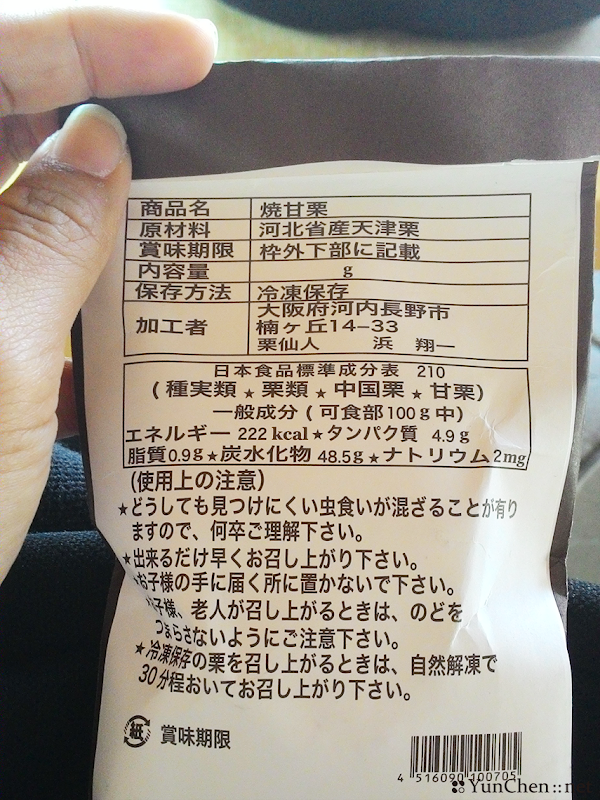 商品名 焼甘栗
原材料 河北省産天津栗
賞味期限 枠外下部に記載
内容量 g
保存方法 冷凍保存
加工者 大阪府河内長野市
楠ヶ丘14-33
栗仙人 浜 翔一
日本食品標準成分表 210
(種実類★栗類★中国栗★甘栗)
一般成分(可食部100g中)
エネルギー 222 kcal★タンパク質 4.9g
脂質0.9g★炭水化物 48.5g★ナトリウム2mg
(使用上の注意)
★どうしても見つけにくい虫食いが混ざることが有り
ますので、何卒ご理解下さい。
★出来るだけ早くお召し上がり下さい。
お子様の手に届く所に置かないで下さい。
お子様、老人が召し上がるときは、のどを
つまらさないようにご注意下さい。
★冷凍保存の栗を召し上がるときは、自然解凍で
30分程おいてお召し上がり下さい。
紙 賞味期限
4 516090 100705
YunChen::net